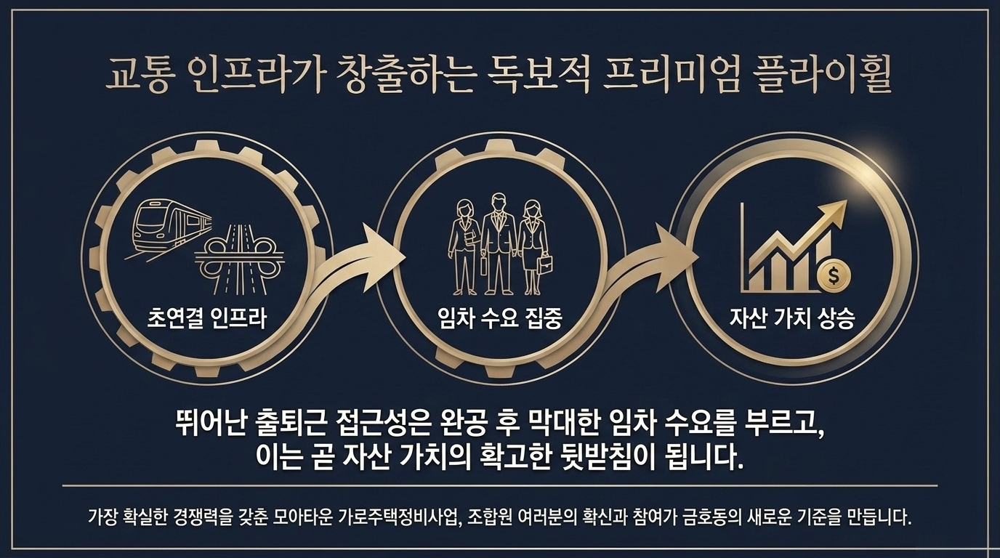 교통 인프라가 창출하는 독보적 프리미엄 플라이휠
초연결 인프라
임차 수요 집중
$
자산 가치 상승
뛰어난 출퇴근 접근성은 완공 후 막대한 임차 수요를 부르고,
이는 곧 자산 가치의 확고한 뒷받침이 됩니다.
가장 확실한 경쟁력을 갖춘 모아타운 가로주택정비사업, 조합원 여러분의 확신과 참여가 금호동의 새로운 기준을 만듭니다.